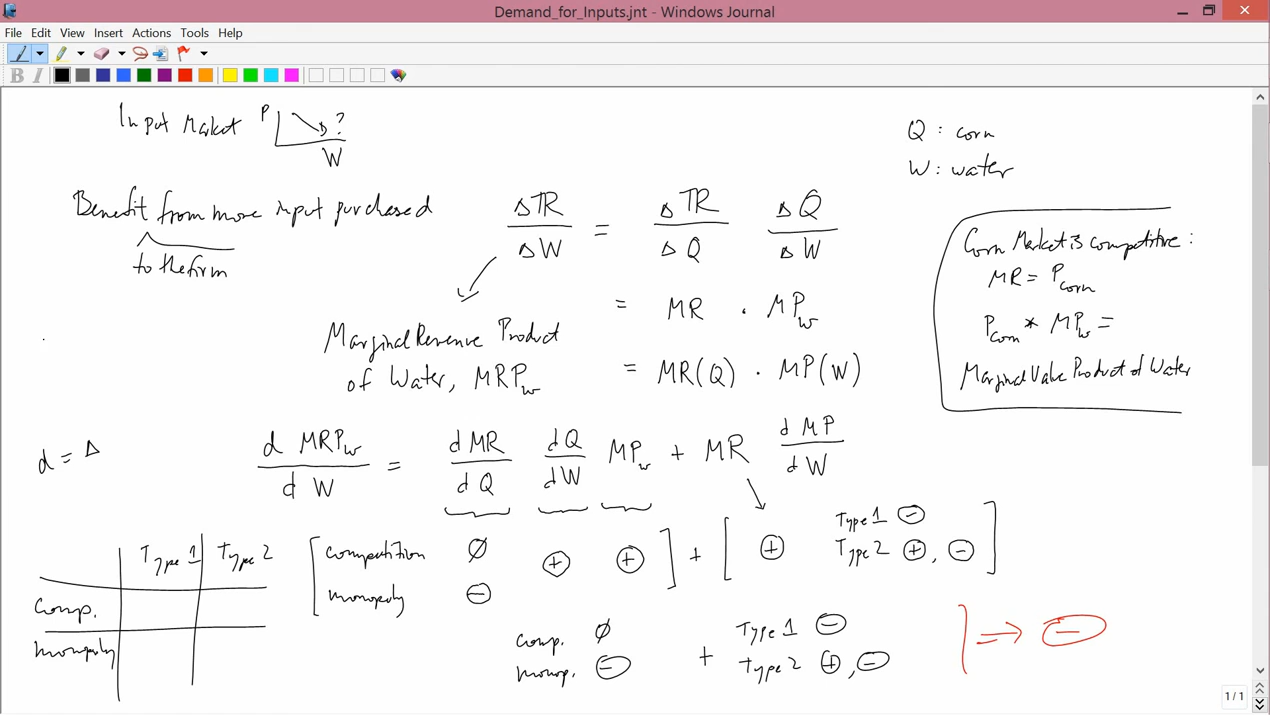 Demand_for_Inputs.jnt - Windows Journal
File Edit View Insert Actions Tools Help
B I
Input Market P ?
W
Q : corn
W: water
Benefit from more input purchased
to the firm
ΔTR / ΔW = ΔTR / ΔQ ΔQ / ΔW
= MR · MPw
Marginal Revenue Product
of Water, MRPw
= MR(Q) · MP(W)
Corn Market is competitive :
MR = Pcorn
Pcorn * MPw =
Marginal Value Product of Water
d = Δ
d MRPw / d W = d MR / d Q dQ / dW MPw + MR d MP / d W
Type 1 Type 2
Comp.
Monopoly
[ competition ∅ ⊕ ⊕ ] + [ ⊕ Type 1 ⊖
monopoly ⊖ Type 2 ⊕, ⊖ ]
comp. ∅ + Type 1 ⊖
monop. ⊖ Type 2 ⊕, ⊖
⇒ ⊖
1 / 1